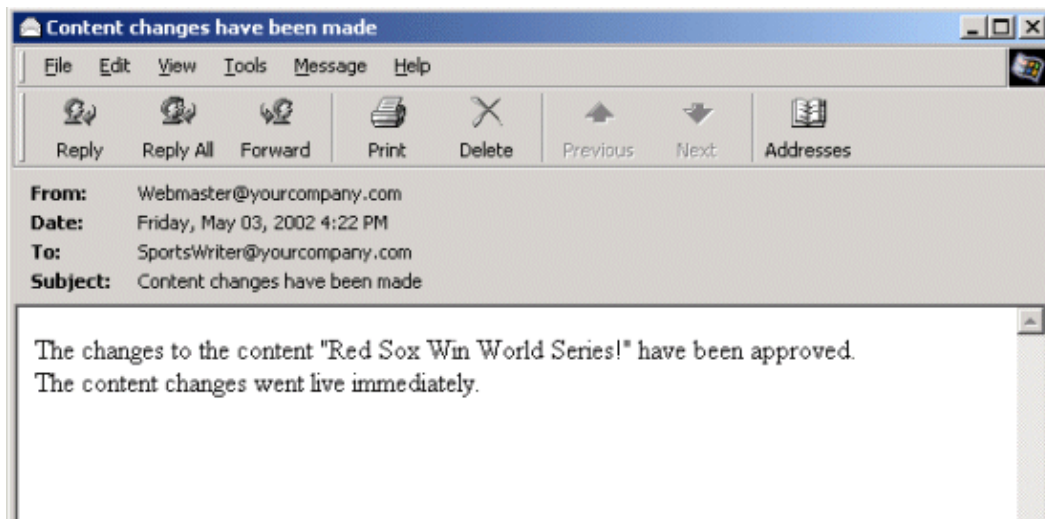 Content changes have been made
File Edit View Tools Message Help
Reply Reply All Forward Print Delete Previous Next Addresses
From: Webmaster@yourcompany.com
Date: Friday, May 03, 2002 4:22 PM
To: SportsWriter@yourcompany.com
Subject: Content changes have been made
The changes to the content "Red Sox Win World Series!" have been approved.
The content changes went live immediately.